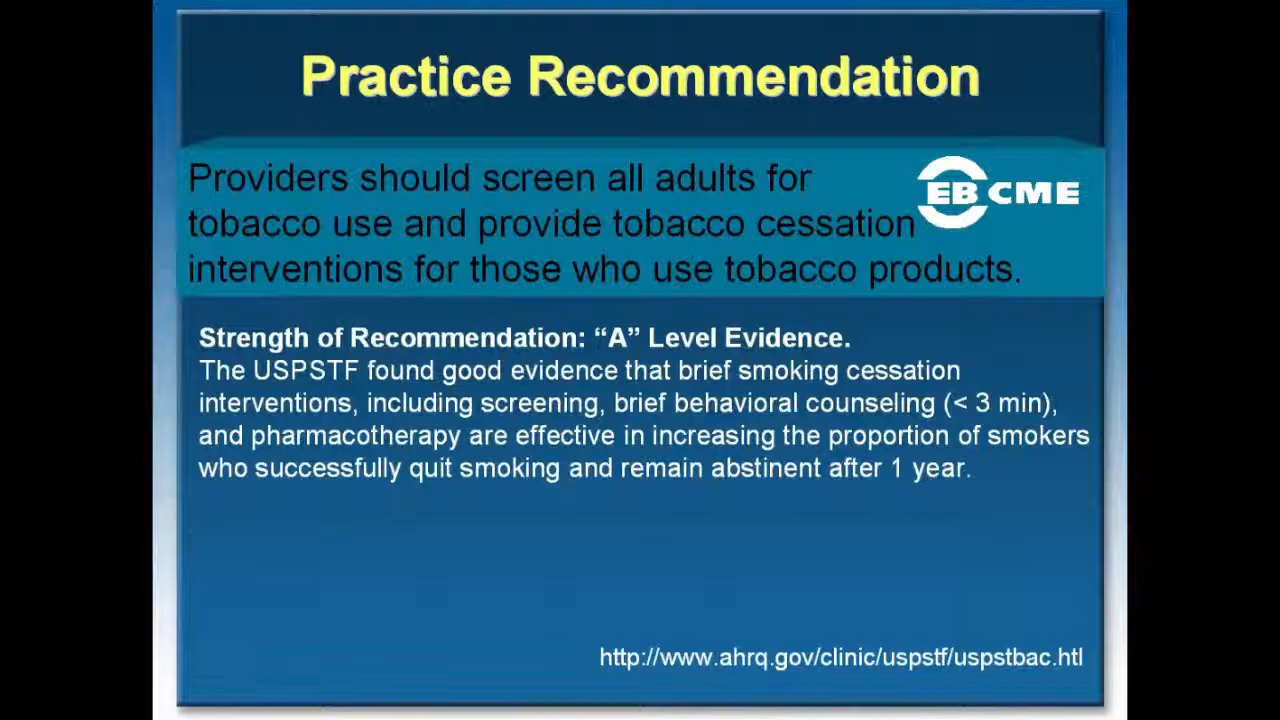 Practice Recommendation
Providers should screen all adults for
EB CME
tobacco use and provide tobacco cessation
interventions for those who use tobacco products.
Strength of Recommendation: “A” Level Evidence.
The USPSTF found good evidence that brief smoking cessation
interventions, including screening, brief behavioral counseling (< 3 min),
and pharmacotherapy are effective in increasing the proportion of smokers
who successfully quit smoking and remain abstinent after 1 year.
http://www.ahrq.gov/clinic/uspstf/uspstbac.htl